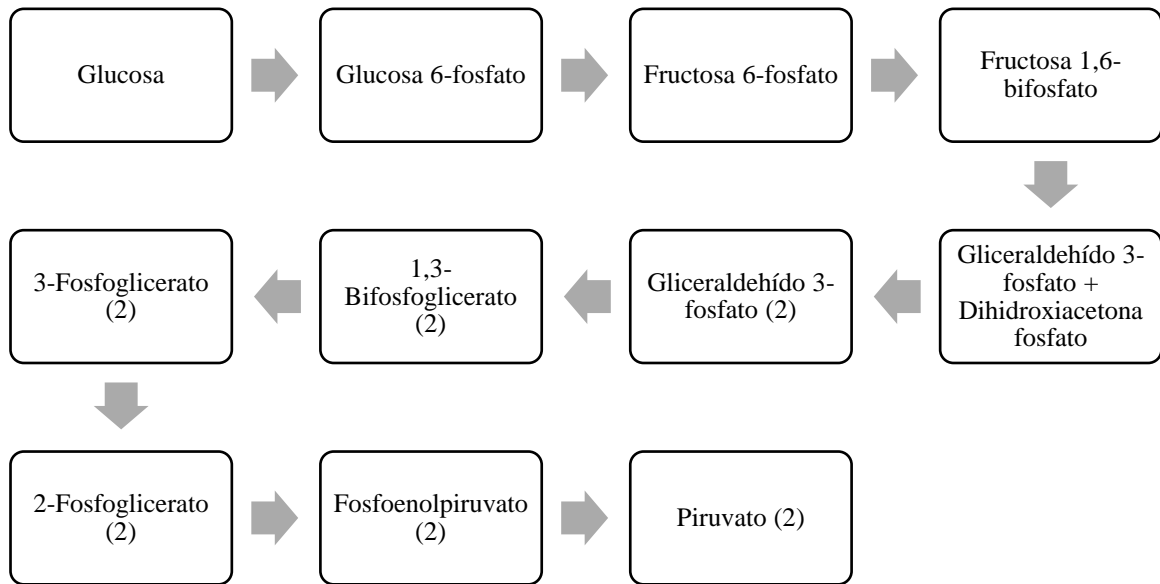 Glucosa
Glucosa 6-fosfato
Fructosa 6-fosfato
Fructosa 1,6-
bifosfato
3-Fosfoglicerato
(2)
1,3-
Bifosfoglicerato
(2)
Gliceraldehído 3-
fosfato (2)
Gliceraldehído 3-
fosfato +
Dihidroxiacetona
fosfato
2-Fosfoglicerato
(2)
Fosfoenolpiruvato
(2)
Piruvato (2)